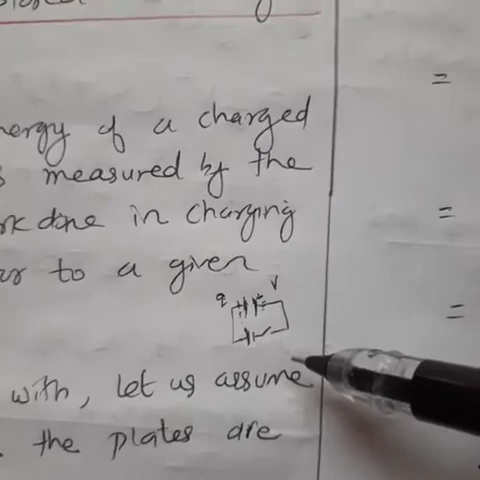 nergy of a charged
s measured by the
rk done in charging
or to a given
q V
with, let us assume
the plates are
=
=
=